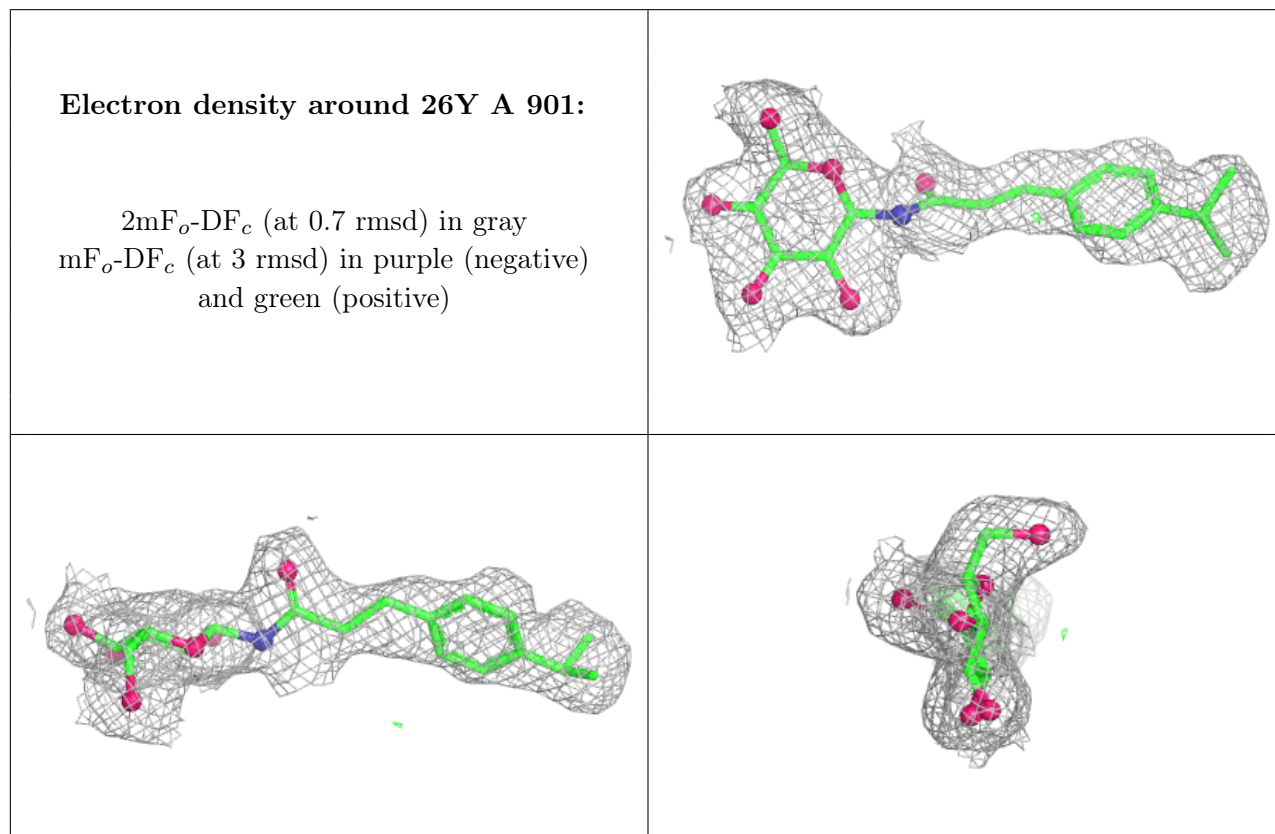 Electron density around 26Y A 901:
2mFo-DFc (at 0.7 rmsd) in gray
mFo-DFc (at 3 rmsd) in purple (negative)
and green (positive)